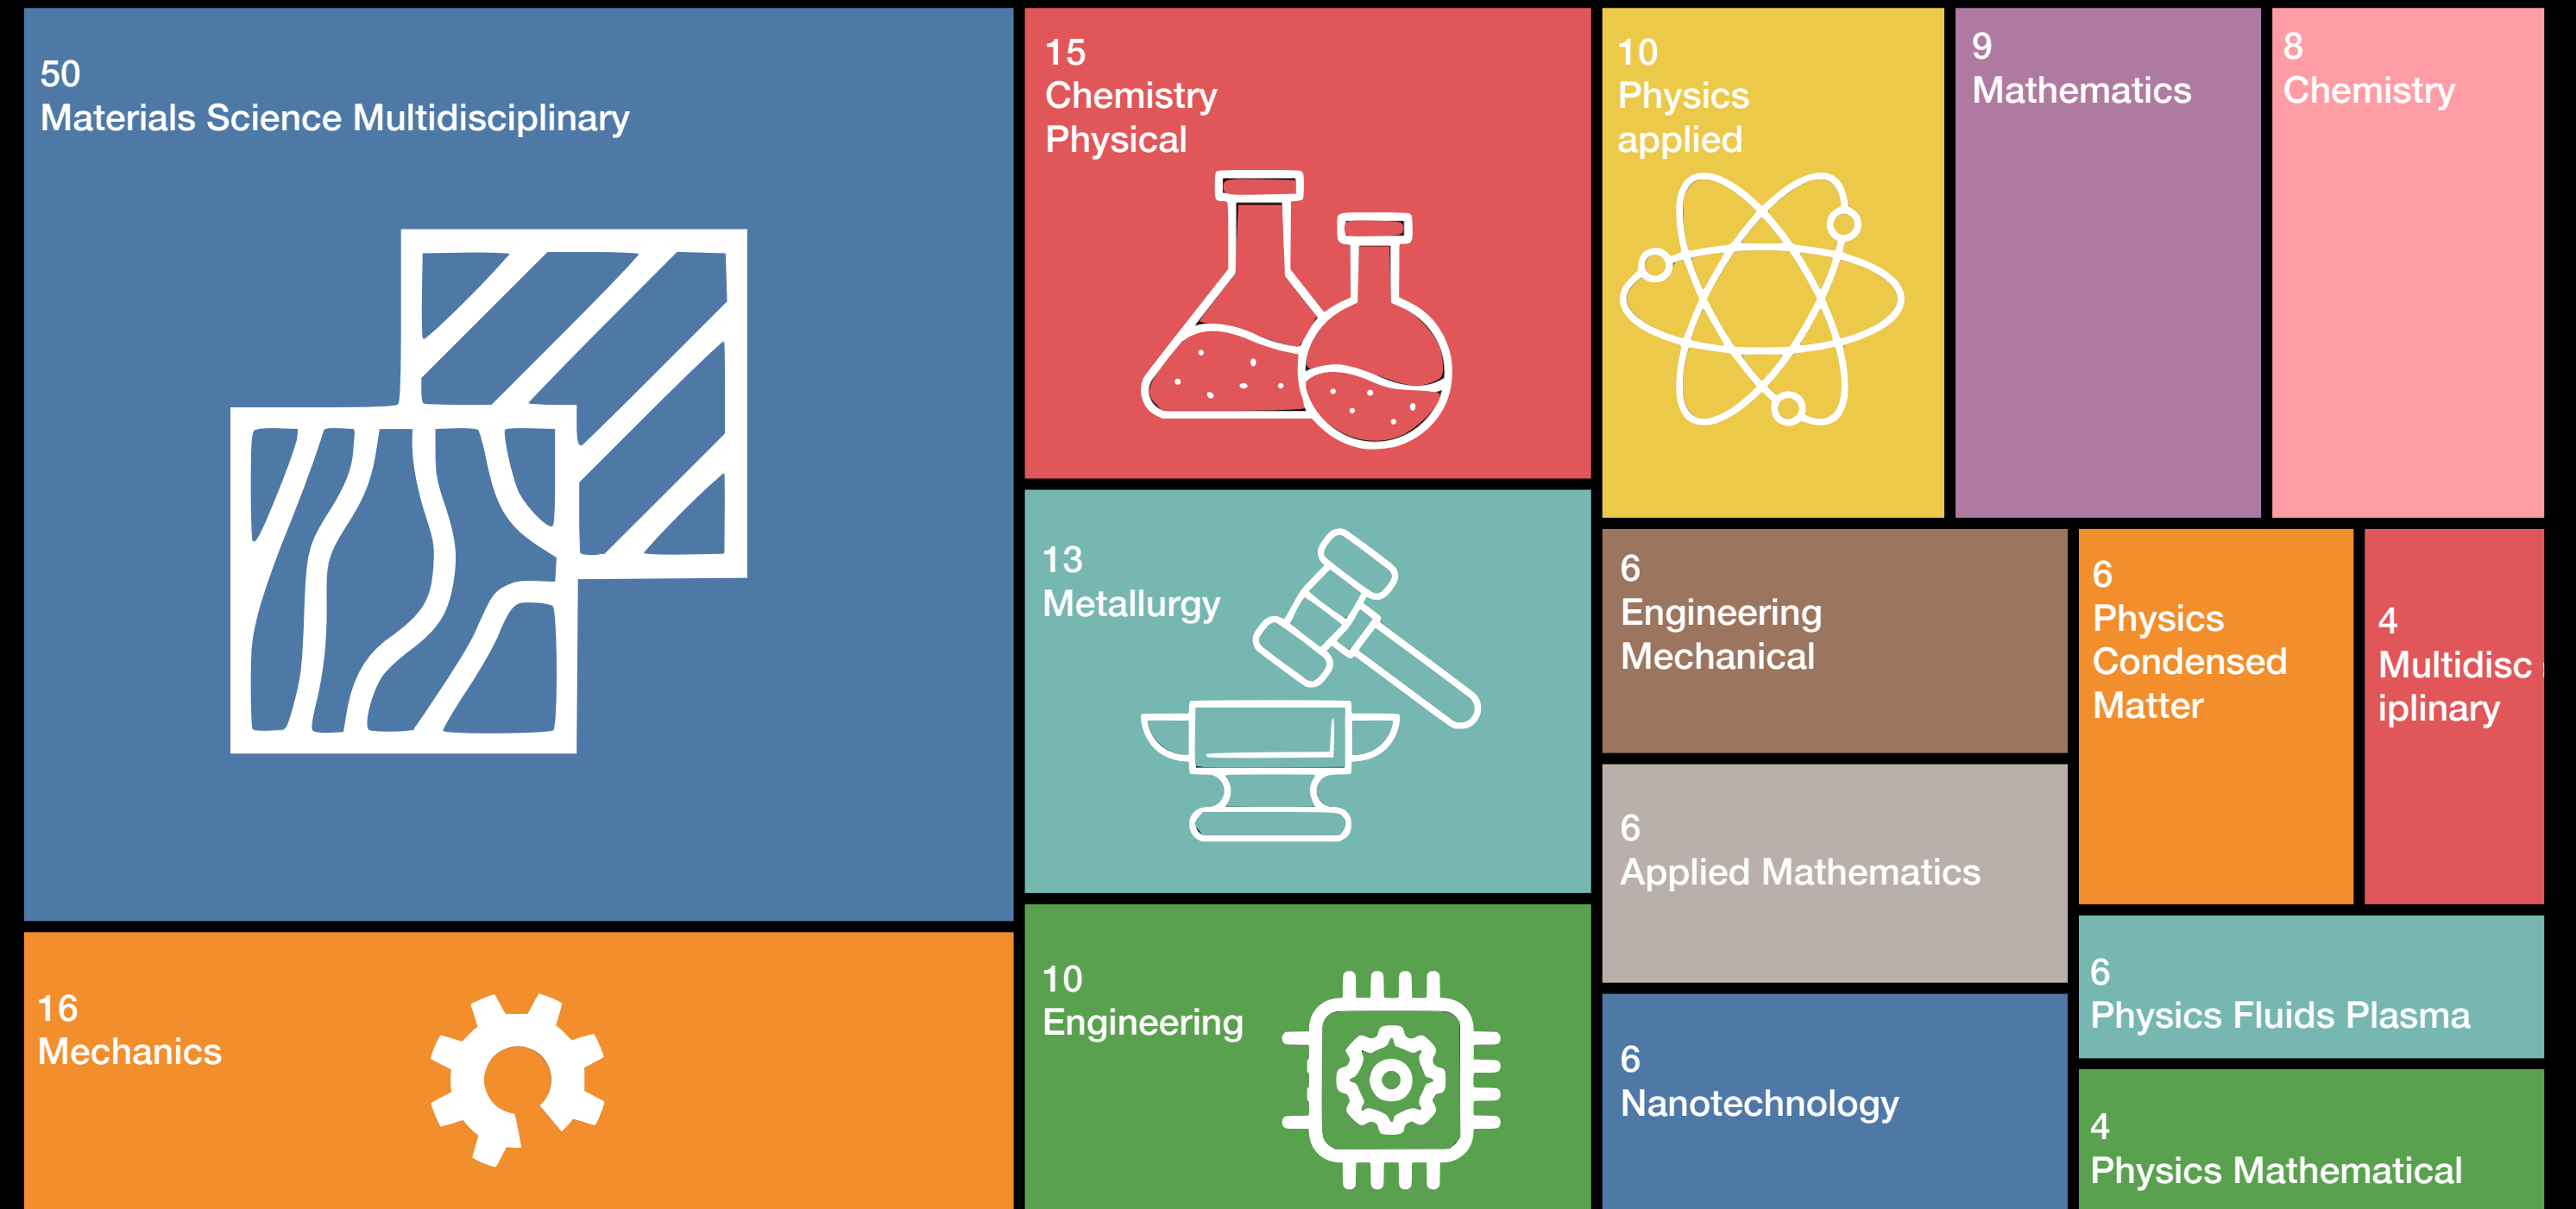 50
Materials Science Multidisciplinary
16
Mechanics
15
Chemistry
Physical
13
Metallurgy
10
Engineering
10
Physics
applied
9
Mathematics
8
Chemistry
6
Engineering
Mechanical
6
Applied Mathematics
6
Nanotechnology
6
Physics
Condensed
Matter
4
Multidisc
iplinary
6
Physics Fluids Plasma
4
Physics Mathematical